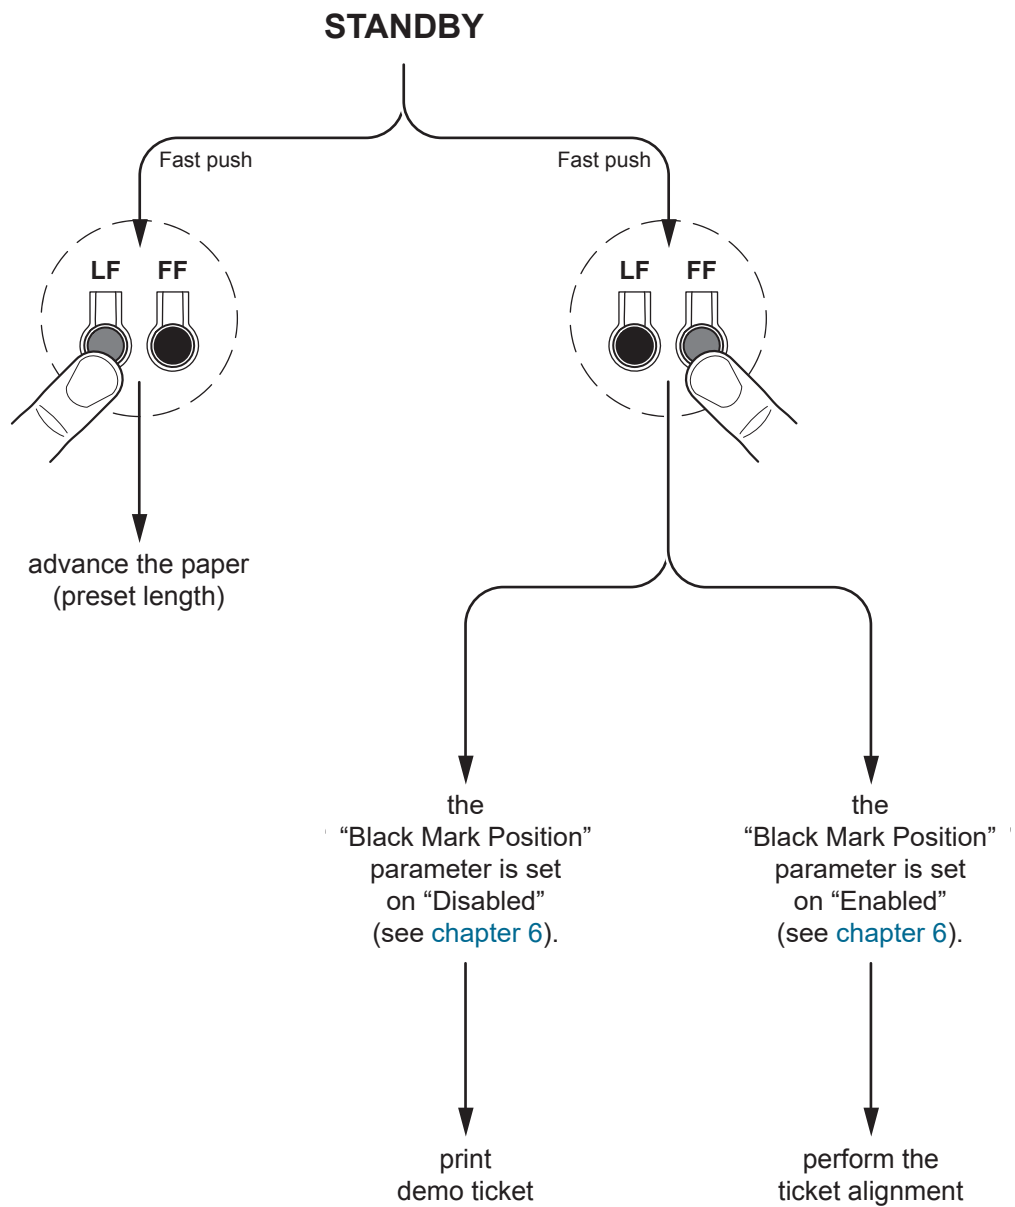 STANDBY
Fast push
Fast push
LF FF
LF FF
advance the paper
(preset length)
the
“Black Mark Position”
parameter is set
on “Disabled”
(see chapter 6).
the
“Black Mark Position”
parameter is set
on “Enabled”
(see chapter 6).
print
demo ticket
perform the
ticket alignment